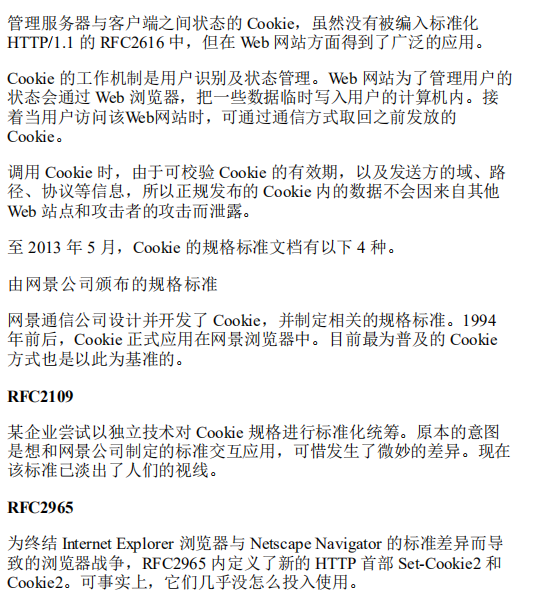 管理服务器与客户端之间状态的 Cookie，虽然没有被编入标准化
HTTP/1.1 的 RFC2616 中，但在 Web 网站方面得到了广泛的应用。
Cookie 的工作机制是用户识别及状态管理。Web 网站为了管理用户的
状态会通过 Web 浏览器，把一些数据临时写入用户的计算机内。接
着当用户访问该Web网站时，可通过通信方式取回之前发放的
Cookie。
调用 Cookie 时，由于可校验 Cookie 的有效期，以及发送方的域、路
径、协议等信息，所以正规发布的 Cookie 内的数据不会因来自其他
Web 站点和攻击者的攻击而泄露。
至 2013 年 5 月，Cookie 的规格标准文档有以下 4 种。
由网景公司颁布的规格标准
网景通信公司设计并开发了 Cookie，并制定相关的规格标准。1994
年前后，Cookie 正式应用在网景浏览器中。目前最为普及的 Cookie
方式也是以此为基准的。
RFC2109
某企业尝试以独立技术对 Cookie 规格进行标准化统筹。原本的意图
是想和网景公司制定的标准交互应用，可惜发生了微妙的差异。现在
该标准已淡出了人们的视线。
RFC2965
为终结 Internet Explorer 浏览器与 Netscape Navigator 的标准差异而导
致的浏览器战争，RFC2965 内定义了新的 HTTP 首部 Set-Cookie2 和
Cookie2。可事实上，它们几乎没怎么投入使用。